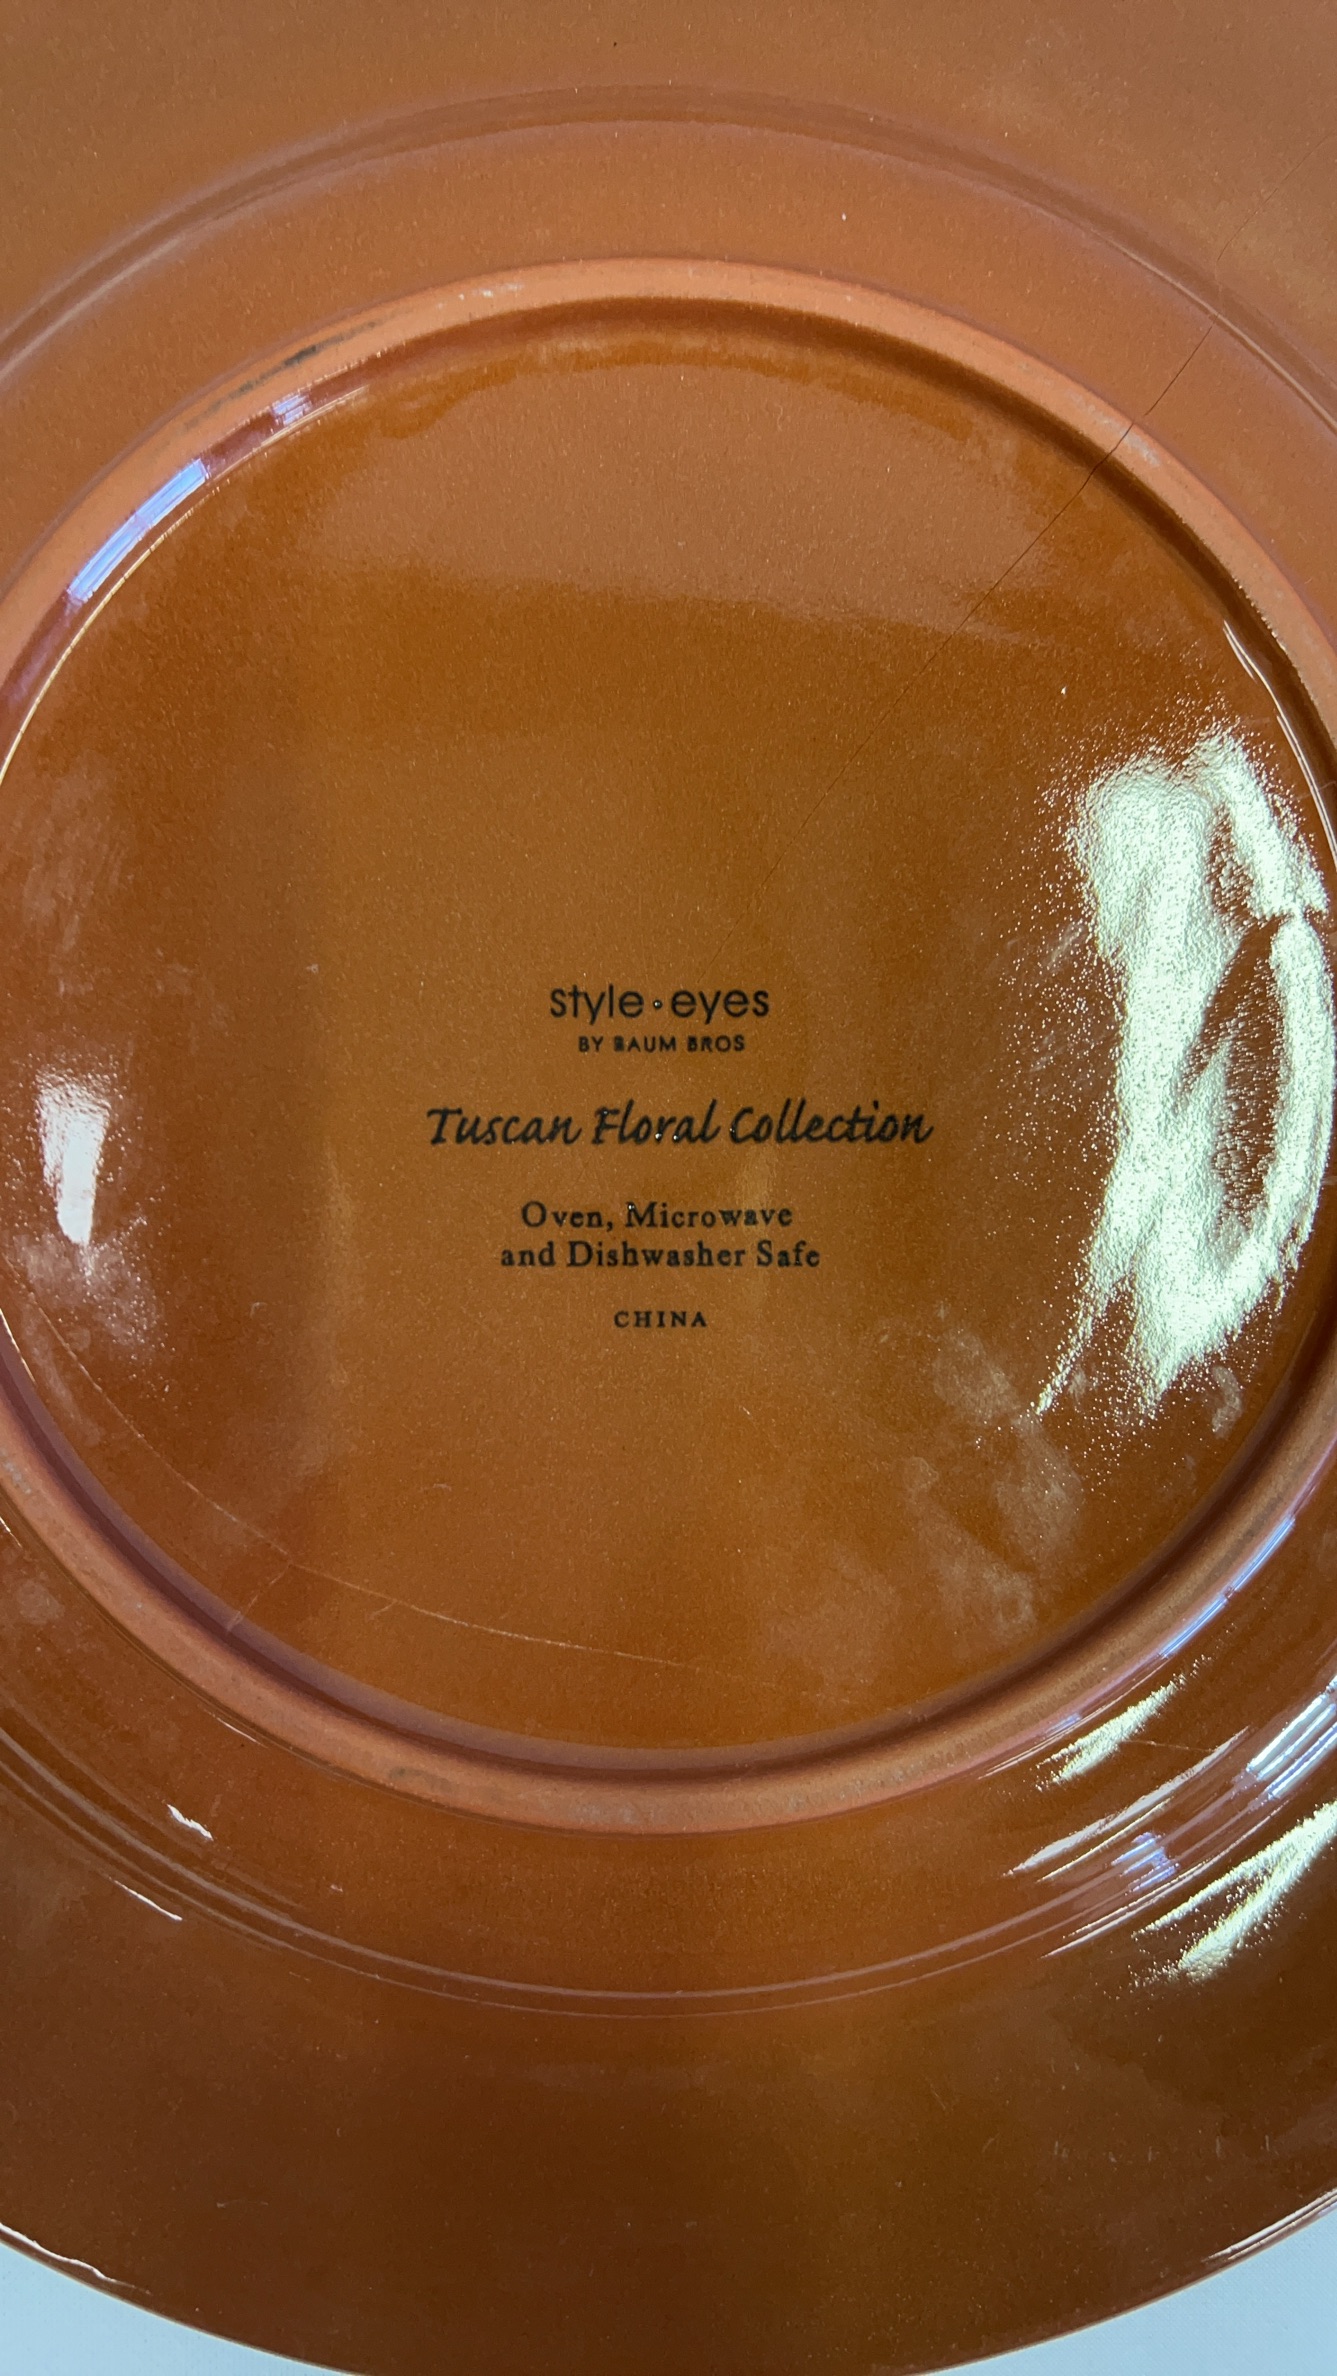 style·eyes
BY BAUM BROS
Tuscan Floral Collection
Oven, Microwave
and Dishwasher Safe
CHINA